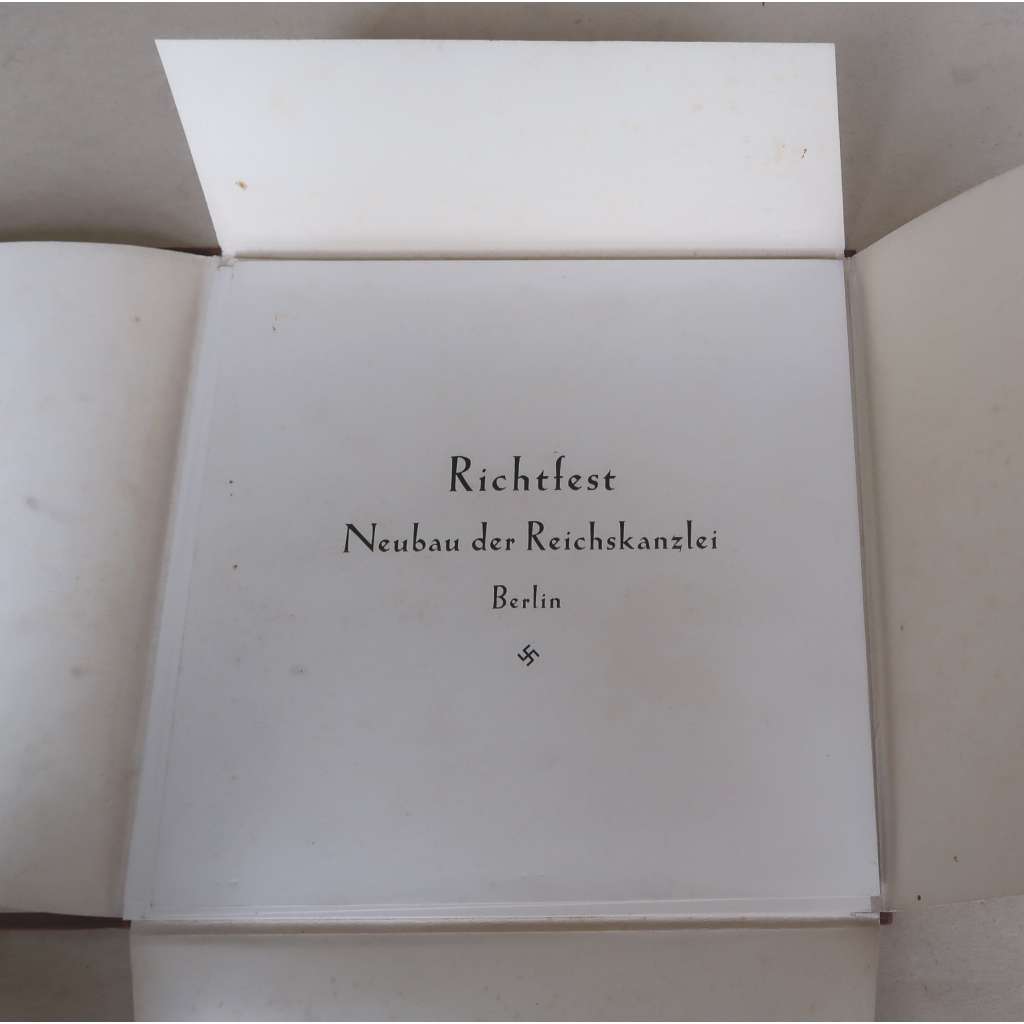 Richtfest
Neubau der Reichskanzlei
Berlin